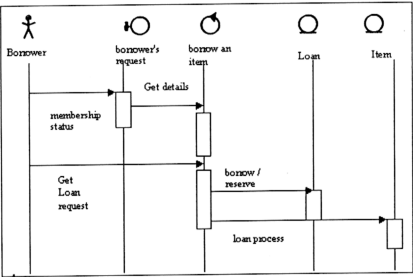 Borrower
borrower's
request
borrow an
item
Loan
Item
Get details
membership
status
Get
Loan
request
borrow /
reserve
loan process